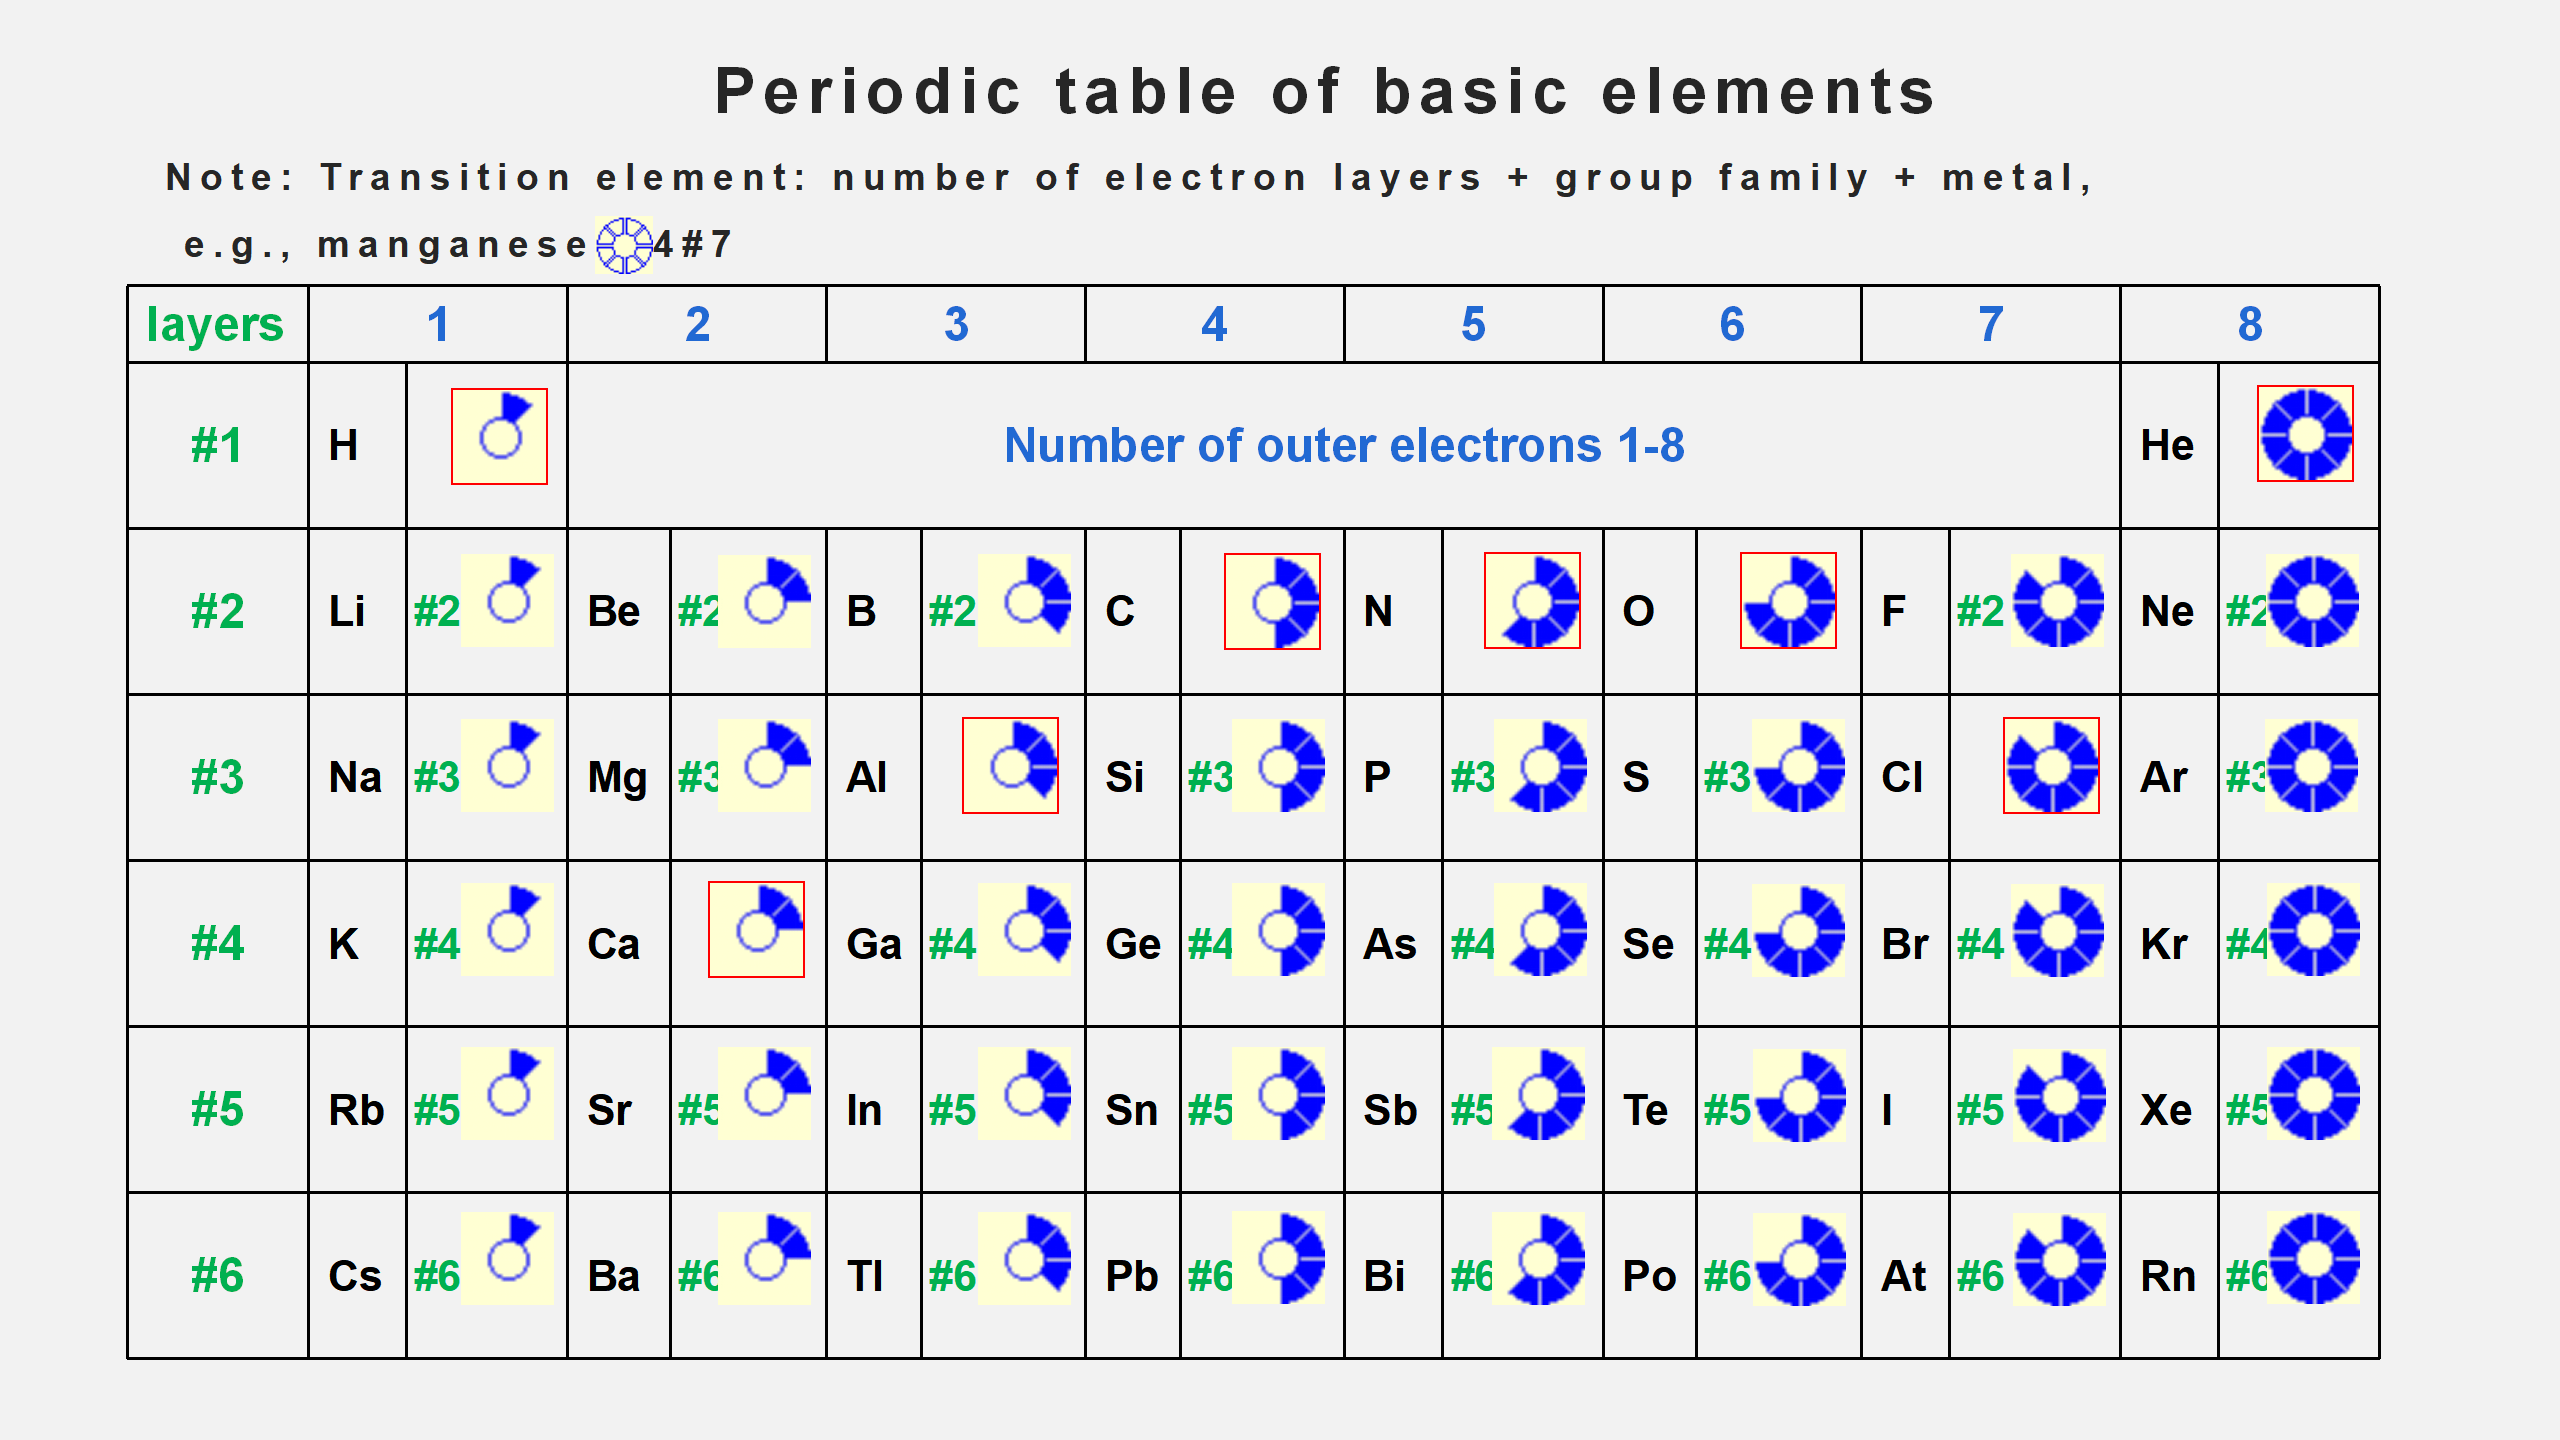 Periodic table of basic elements
Note: Transition element: number of electron layers + group family + metal,
e.g., manganese 4#7
layers 1 2 3 4 5 6 7 8
#1 H Number of outer electrons 1-8 He
#2 Li #2 Be #2 B #2 C N O F #2 Ne #2
#3 Na #3 Mg #3 Al Si #3 P #3 S #3 Cl Ar #3
#4 K #4 Ca Ga #4 Ge #4 As #4 Se #4 Br #4 Kr #4
#5 Rb #5 Sr #5 In #5 Sn #5 Sb #5 Te #5 I #5 Xe #5
#6 Cs #6 Ba #6 Tl #6 Pb #6 Bi #6 Po #6 At #6 Rn #6